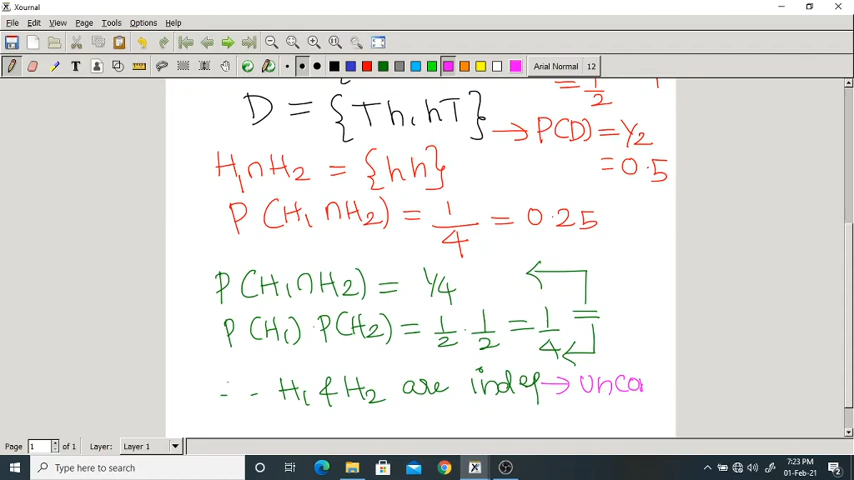 Xournal
File Edit View Page Tools Options Help
Arial Normal 12
= 1/2
D = {Th, hT}
→ P(D) = 1/2
= 0.5
H₁∩H₂ = {hh}
P(H₁∩H₂) = 1/4 = 0.25
P(H₁∩H₂) = 1/4
P(H₁)·P(H₂) = 1/2 · 1/2 = 1/4 =
∴ H₁ & H₂ are indep → unco
Page 1 of 1 Layer: Layer 1
Type here to search
7:23 PM
01-Feb-21
2